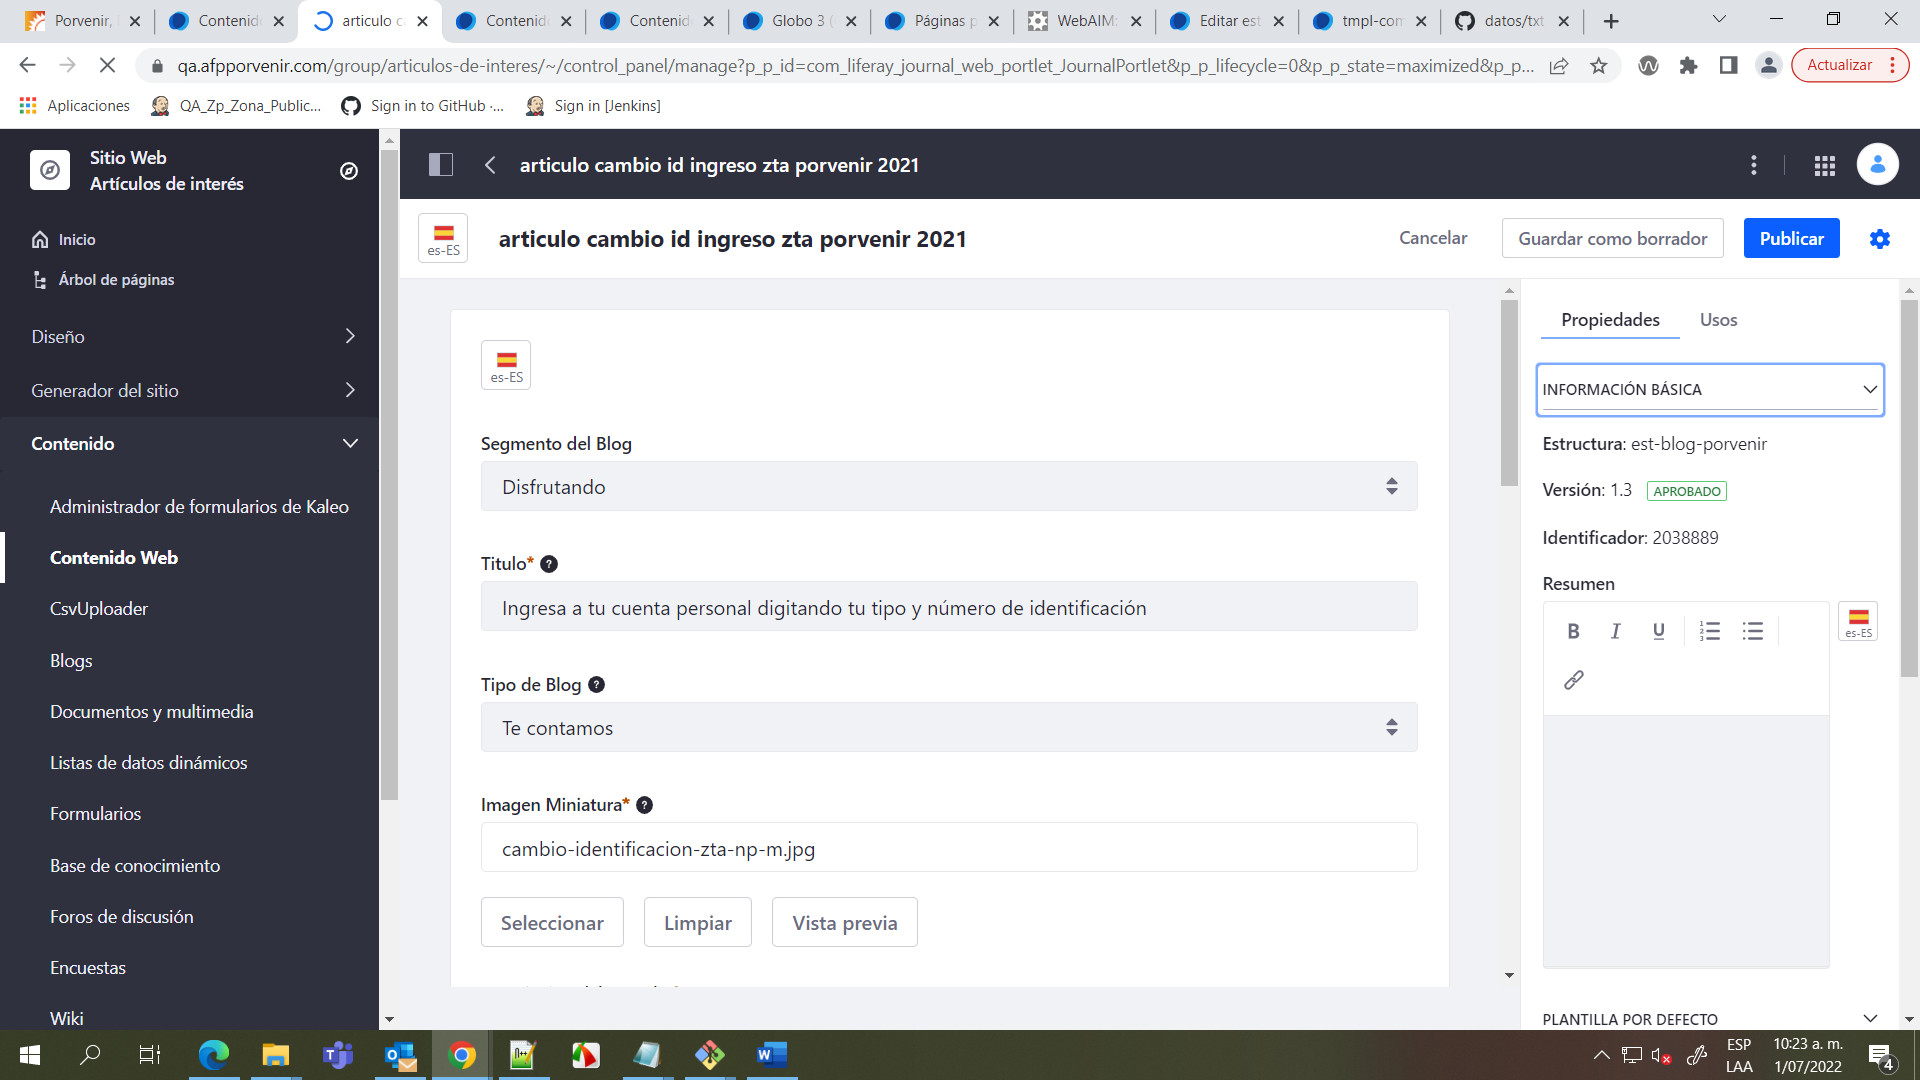 Porvenir,
Contenido
articulo c
Contenid
Contenid
Globo 3 (
Páginas p
WebAIM:
Editar est
tmpl-com
datos/txt
qa.afpporvenir.com/group/articulos-de-interes/~/control_panel/manage?p_p_id=com_liferay_journal_web_portlet_JournalPortlet&p_p_lifecycle=0&p_p_state=maximized&p_p...
Actualizar
Aplicaciones
QA_Zp_Zona_Public...
Sign in to GitHub ·...
Sign in [Jenkins]
Sitio Web
Artículos de interés
Inicio
Árbol de páginas
Diseño
Generador del sitio
Contenido
Administrador de formularios de Kaleo
Contenido Web
CsvUploader
Blogs
Documentos y multimedia
Listas de datos dinámicos
Formularios
Base de conocimiento
Foros de discusión
Encuestas
Wiki
articulo cambio id ingreso zta porvenir 2021
es-ES
articulo cambio id ingreso zta porvenir 2021
Cancelar
Guardar como borrador
Publicar
es-ES
Segmento del Blog
Disfrutando
Titulo* ?
Ingresa a tu cuenta personal digitando tu tipo y número de identificación
Tipo de Blog ?
Te contamos
Imagen Miniatura* ?
cambio-identificacion-zta-np-m.jpg
Seleccionar
Limpiar
Vista previa
Propiedades
Usos
INFORMACIÓN BÁSICA
Estructura: est-blog-porvenir
Versión: 1.3 APROBADO
Identificador: 2038889
Resumen
B I U
es-ES
PLANTILLA POR DEFECTO
ESP
LAA
10:23 a. m.
1/07/2022
4